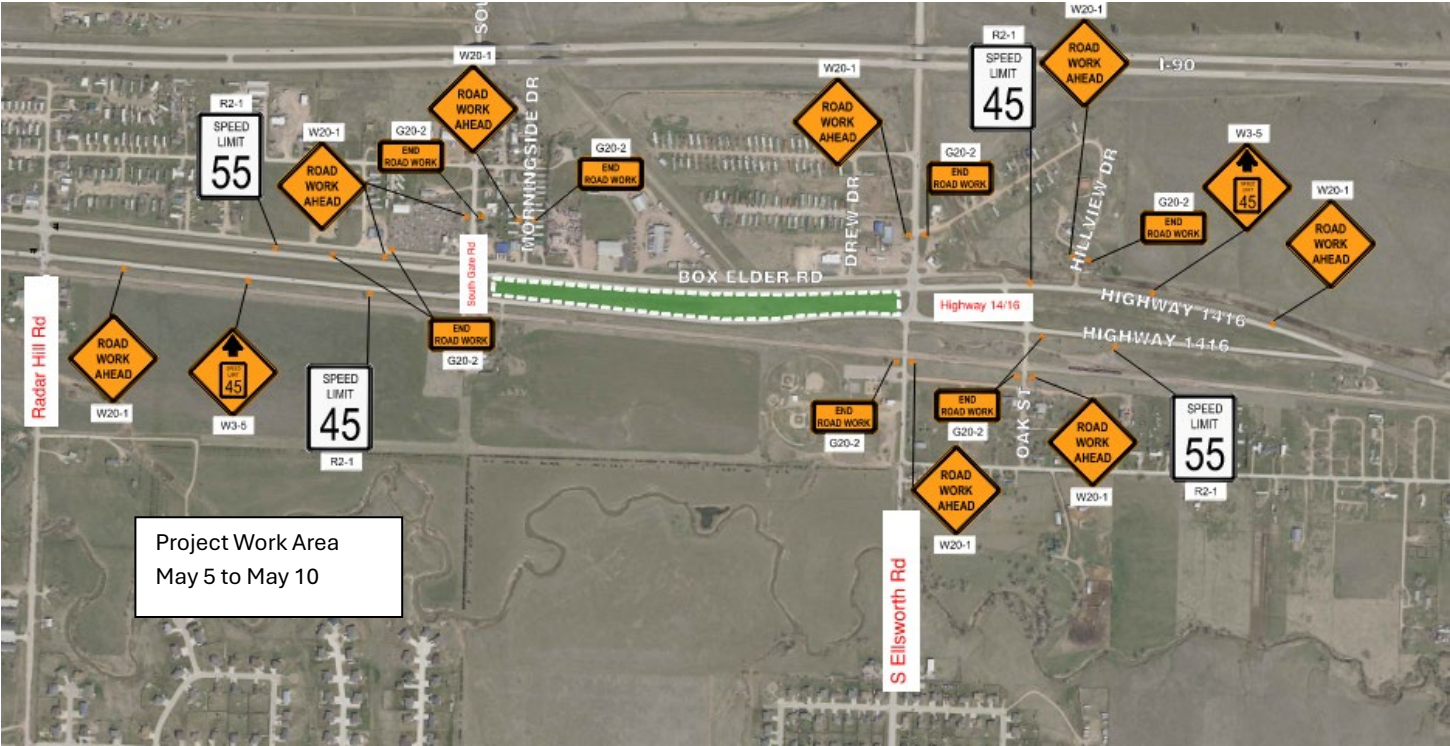 SOU
W20-1
ROAD
WORK
AHEAD
R2-1
SPEED
LIMIT
45
W20-1
ROAD
WORK
AHEAD
I-90
R2-1
SPEED
LIMIT
55
W20-1
ROAD
WORK
AHEAD
G20-2
END
ROAD WORK
MORNINGSIDE DR
G20-2
END
ROAD WORK
W20-1
ROAD
WORK
AHEAD
G20-2
END
ROAD WORK
DREW DR
HILLVIEW DR
G20-2
END
ROAD WORK
W3-5
SPEED
LIMIT
45
W20-1
ROAD
WORK
AHEAD
South Gate Rd
BOX ELDER RD
Highway 14/16
HIGHWAY 1416
HIGHWAY 1416
Radar Hill Rd
ROAD
WORK
AHEAD
W20-1
SPEED
LIMIT
45
W3-5
SPEED
LIMIT
45
R2-1
END
ROAD WORK
G20-2
END
ROAD WORK
G20-2
END
ROAD WORK
G20-2
OAK ST
ROAD
WORK
AHEAD
W20-1
SPEED
LIMIT
55
R2-1
ROAD
WORK
AHEAD
W20-1
S Ellsworth Rd
Project Work Area
May 5 to May 10